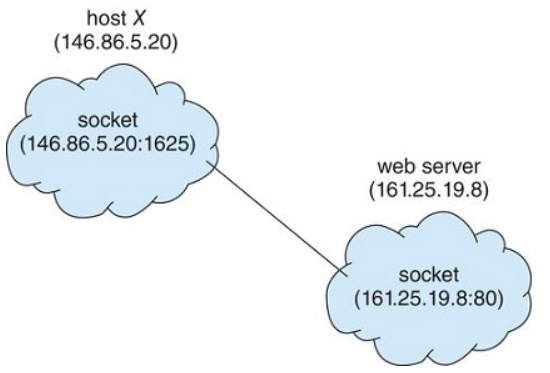 host X
(146.86.5.20)
socket
(146.86.5.20:1625)
web server
(161.25.19.8)
socket
(161.25.19.8:80)